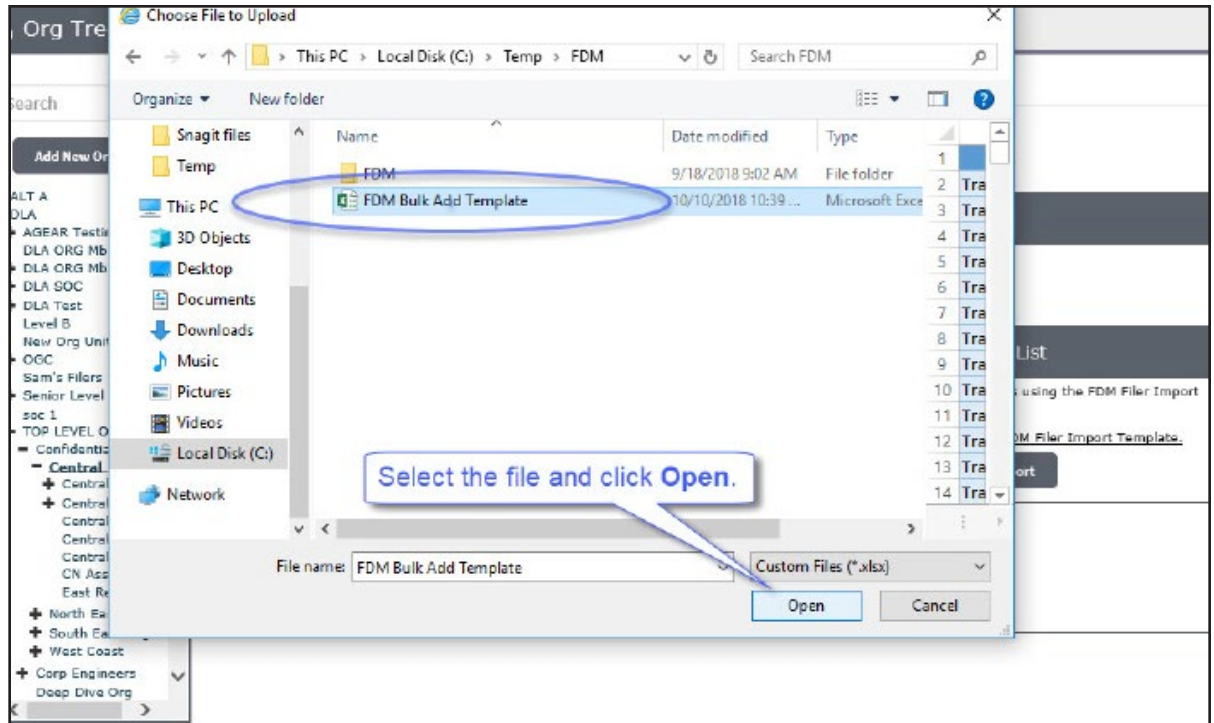 Org Tre
Choose File to Upload
This PC > Local Disk (C:) > Temp > FDM
Search FDM
Search
Organize
New folder
Add New Or
Snagit files
Temp
This PC
3D Objects
Desktop
Documents
Downloads
Music
Pictures
Videos
Local Disk (C:)
Network
Name
Date modified
Type
FDM
9/18/2018 9:02 AM
File folder
FDM Bulk Add Template
10/10/2018 10:39 ...
Microsoft Exce
1
2 Tra
3 Tra
4 Tra
5 Tra
6 Tra
7 Tra
8 Tra
9 Tra
10 Tra
11 Tra
12 Tra
13 Tra
14 Tra
ALT A
DLA
AGEAR Testi
DLA ORG Mb
DLA ORG Mb
DLA SOC
DLA Test
Level B
New Org Unit
OGC
Sam's Filers
Senior Level
soc 1
TOP LEVEL O
Confidentia
Central
Central
Central
Central
Central
Central
CN Ass
East Re
North Ea
South Ea
West Coast
Corp Engineers
Deep Dive Org
List
using the FDM Filer Import
DM Filer Import Template.
ort
Select the file and click Open.
File name:
FDM Bulk Add Template
Custom Files (*.xlsx)
Open
Cancel